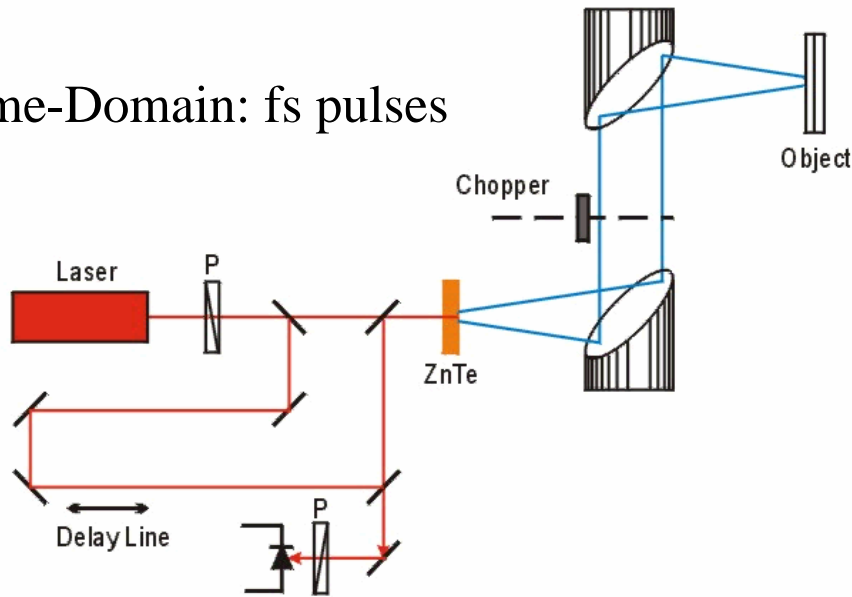 me-Domain: fs pulses
Object
Chopper
Laser
P
ZnTe
P
Delay Line